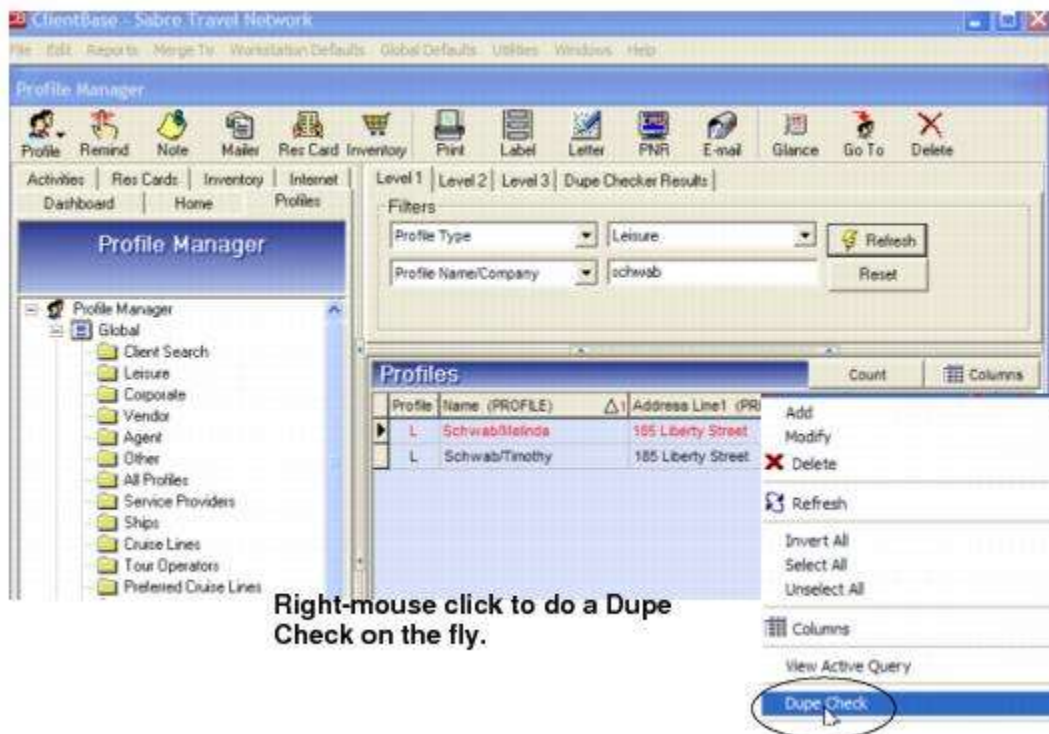 ClientBase - Sabre Travel Network
File Edit Reports Merge To Workstation Defaults Global Defaults Utilities Windows Help
Profile Manager
Profile Remind Note Mailer Res Card Inventory Print Label Letter PNR E-mail Glance Go To Delete
Activities Res Cards Inventory Internet
Dashboard Home Profiles
Level 1 Level 2 Level 3 Dupe Checker Results
Filters
Profile Type Leisure Refresh
Profile Name/Company schwab Reset
Profile Manager
Profile Manager
Global
Client Search
Leisure
Corporate
Vendor
Agent
Other
All Profiles
Service Providers
Ships
Cruise Lines
Tour Operators
Preferred Cruise Lines
Profiles Count Columns
Profile Name (PROFILE) 1 Address Line1 (PR
L Schwab/Melinda 185 Liberty Street
L Schwab/Timothy 185 Liberty Street
Add
Modify
Delete
Refresh
Invert All
Select All
Unselect All
Columns
View Active Query
Dupe Check
Right-mouse click to do a Dupe
Check on the fly.